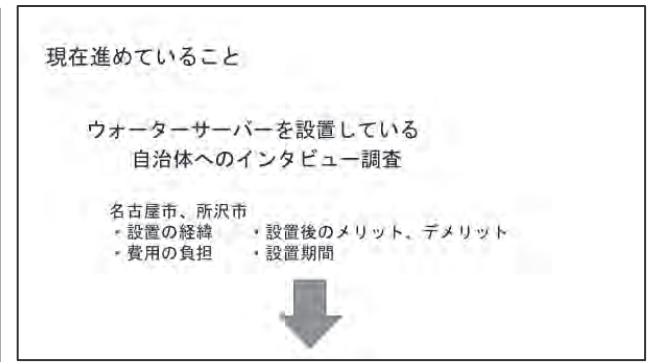 現在進めていること
ウォーターサーバーを設置している
自治体へのインタビュー調査
名古屋市、所沢市
・設置の経緯　・設置後のメリット、デメリット
・費用の負担　・設置期間